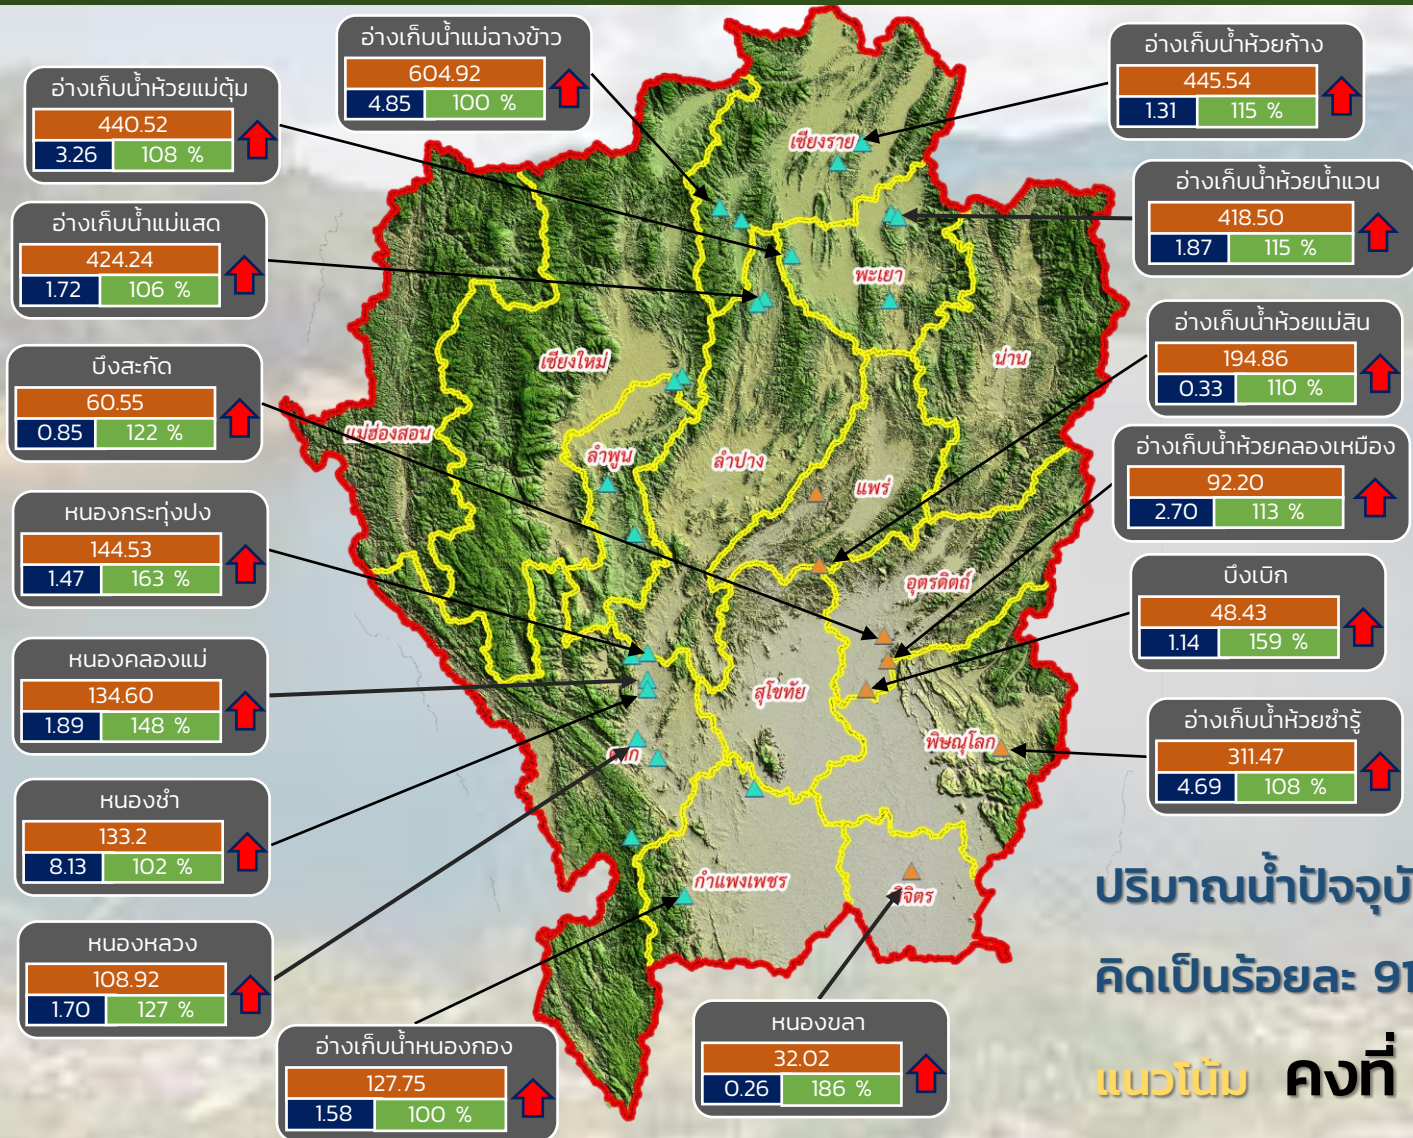 อ่างเก็บน้ำแม่ฉางข้าว
604.92
4.85 100 %
อ่างเก็บน้ำห้วยก้าง
445.54
1.31 115 %
อ่างเก็บน้ำห้วยแม่ตุ้ม
440.52
3.26 108 %
อ่างเก็บน้ำห้วยน้ำแวน
418.50
1.87 115 %
อ่างเก็บน้ำแม่แสด
424.24
1.72 106 %
อ่างเก็บน้ำห้วยแม่สิน
194.86
0.33 110 %
บึงสะกัด
60.55
0.85 122 %
อ่างเก็บน้ำห้วยคลองเหมือง
92.20
2.70 113 %
หนองกระทุ่งปง
144.53
1.47 163 %
บึงเบิก
48.43
1.14 159 %
หนองคลองแม่
134.60
1.89 148 %
อ่างเก็บน้ำห้วยซำรู้
311.47
4.69 108 %
หนองชำ
133.2
8.13 102 %
หนองหลวง
108.92
1.70 127 %
อ่างเก็บน้ำหนองกอง
127.75
1.58 100 %
หนองขลา
32.02
0.26 186 %
เชียงราย
พะเยา
น่าน
เชียงใหม่
แม่ฮ่องสอน
ลำพูน
ลำปาง
แพร่
อุตรดิตถ์
สุโขทัย
พิษณุโลก
ตาก
กำแพงเพชร
พิจิตร
ปริมาณน้ำปัจจุบั
คิดเป็นร้อยละ 91
แนวโน้ม คงที่